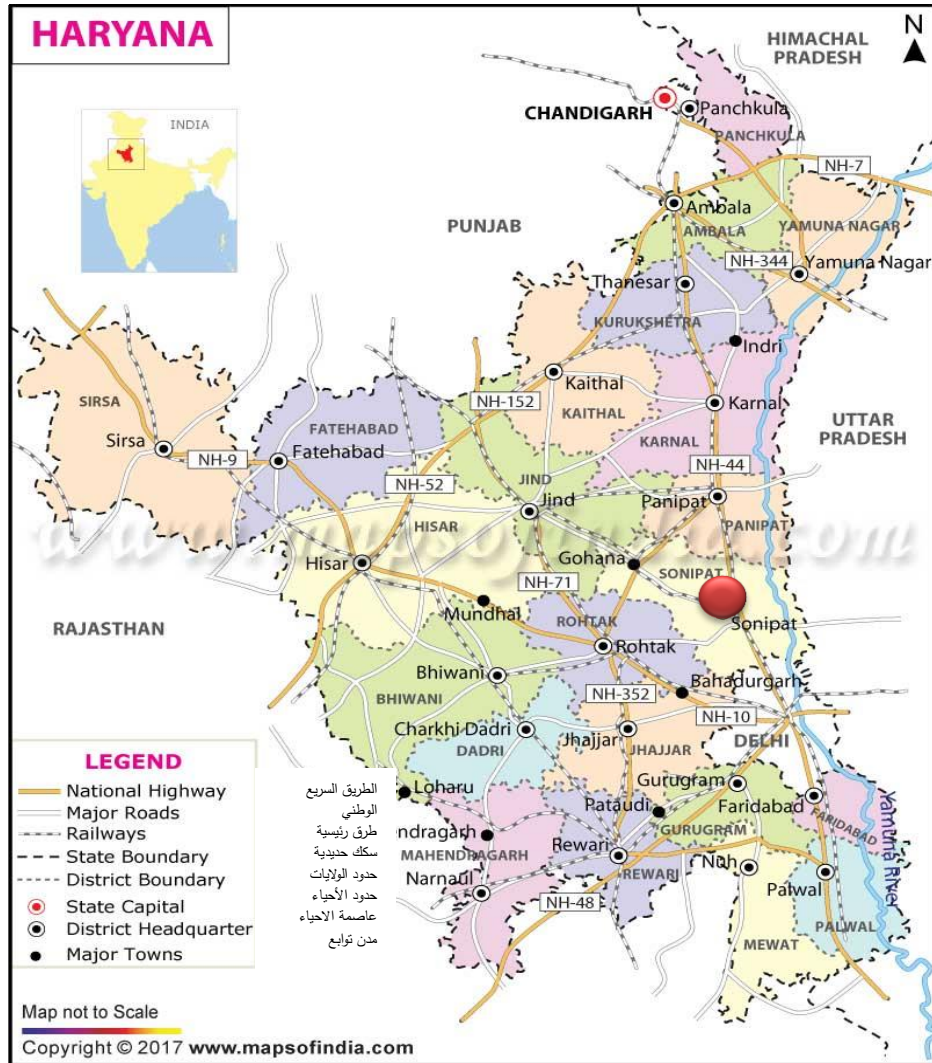 HARYANA
N
HIMACHAL
PRADESH
INDIA
CHANDIGARH
Panchkula
PANCHKULA
NH-7
PUNJAB
Ambala
AMBALA
YAMUNA NAGAR
NH-344
Yamuna Nagar
Thanesar
KURUKSHETRA
Indri
Kaithal
KAITHAL
NH-152
Karnal
KARNAL
UTTAR
PRADESH
SIRSA
Sirsa
FATEHABAD
Fatehabad
NH-9
NH-52
JIND
Jind
NH-44
Panipat
PANIPAT
www.mapsofindia.com
HISAR
Hisar
Gohana
SONIPAT
NH-71
Mundhal
Sonipat
RAJASTHAN
ROHTAK
Rohtak
Bhiwani
BHIWANI
Bahadurgarh
NH-352
NH-10
Charkhi Dadri
DADRI
Jhajjar
JHAJJAR
DELHI
Gurugram
Faridabad
FARIDABAD
Yamuna River
Loharu
Pataudi
GURUGRAM
endragarh
MAHENDRAGARH
Rewari
REWARI
Nuh
Palwal
PALWAL
Narnaul
NH-48
MEWAT
LEGEND
National Highway
Major Roads
Railways
State Boundary
District Boundary
State Capital
District Headquarter
Major Towns
الطريق السريع
الوطني
طرق رئيسية
سكك حديدية
حدود الولايات
حدود الأحياء
عاصمة الاحياء
مدن توابع
Map not to Scale
Copyright © 2017 www.mapsofindia.com